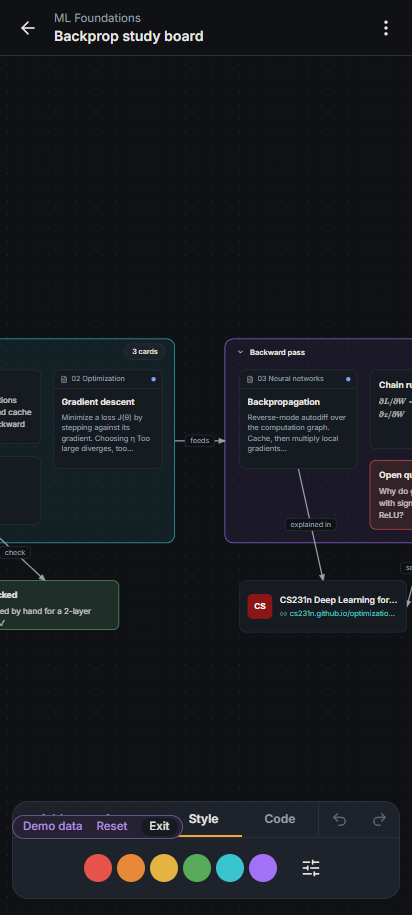 ML Foundations
Backprop study board
3 cards
Backward pass
02 Optimization
Gradient descent
Minimize a loss J(θ) by
stepping against its
gradient. Choosing η Too
large diverges, too...
tions
nd cache
ckward
feeds
03 Neural networks
Backpropagation
Reverse-mode autodiff over
the computation graph.
Cache, then multiply local
gradients...
Chain ru
∂L/∂W
∂z/∂W
Open qu
Why do
with sign
ReLU?
explained in
check
cked
ed by hand for a 2-layer
✓
CS
CS231n Deep Learning for...
cs231n.github.io/optimizatio...
Style
Code
Demo data
Reset
Exit